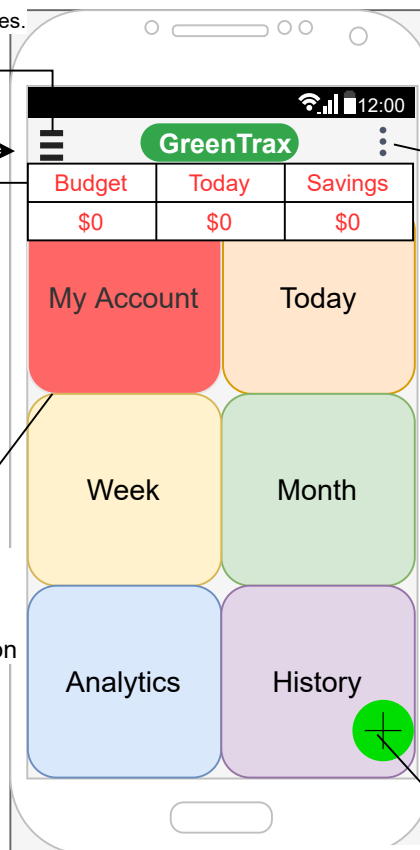 es.
12:00
GreenTrax
Budget Today Savings
$0 $0 $0
My Account Today
Week Month
on
Analytics History